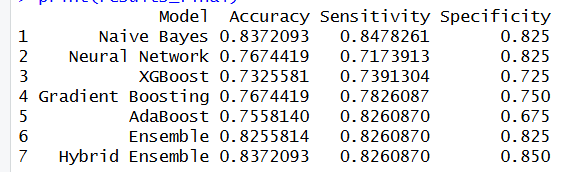 > print(results_final)
Model Accuracy Sensitivity Specificity
1 Naive Bayes 0.8372093 0.8478261 0.825
2 Neural Network 0.7674419 0.7173913 0.825
3 XGBoost 0.7325581 0.7391304 0.725
4 Gradient Boosting 0.7674419 0.7826087 0.750
5 AdaBoost 0.7558140 0.8260870 0.675
6 Ensemble 0.8255814 0.8260870 0.825
7 Hybrid Ensemble 0.8372093 0.8260870 0.850